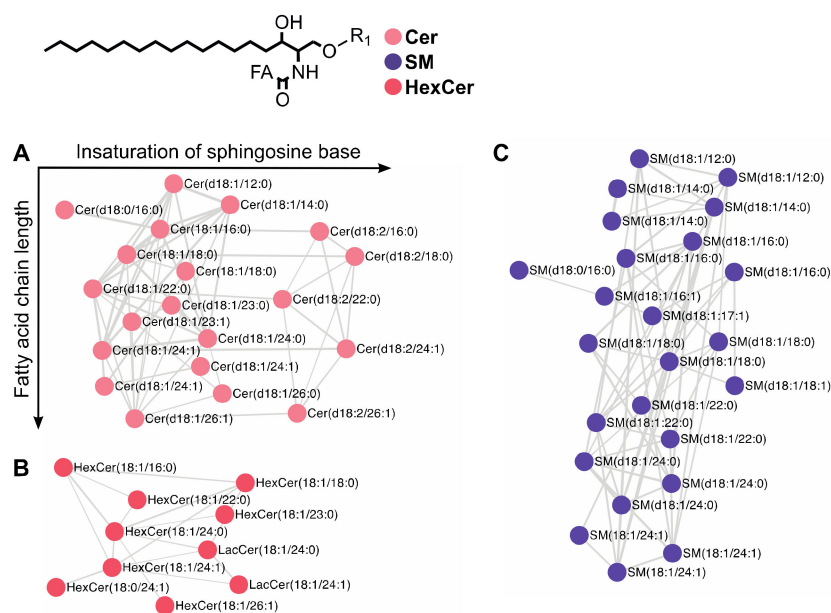 OH
R1
O
FA
NH
O
Cer
SM
HexCer
A
Insaturation of sphingosine base
Fatty acid chain length
Cer(d18:1/12:0)
Cer(d18:0/16:0)
Cer(d18:1/14:0)
Cer(18:1/16:0)
Cer(d18:2/16:0)
Cer(18:1/18:0)
Cer(d18:2/18:0)
Cer(18:1/18:0)
Cer(d18:1/22:0)
Cer(d18:1/23:0)
Cer(d18:2/22:0)
Cer(d18:1/23:1)
Cer(d18:1/24:0)
Cer(d18:1/24:1)
Cer(d18:2/24:1)
Cer(d18:1/24:1)
Cer(d18:1/24:1)
Cer(d18:1/26:0)
Cer(d18:1/26:1)
Cer(d18:2/26:1)
B
HexCer(18:1/16:0)
HexCer(18:1/18:0)
HexCer(18:1/22:0)
HexCer(18:1/23:0)
HexCer(18:1/24:0)
LacCer(18:1/24:0)
HexCer(18:1/24:1)
HexCer(18:0/24:1)
LacCer(18:1/24:1)
HexCer(18:1/26:1)
C
SM(d18:1/12:0)
SM(d18:1/12:0)
SM(d18:1/14:0)
SM(d18:1/14:0)
SM(d18:1/14:0)
SM(d18:1/16:0)
SM(d18:1/16:0)
SM(d18:0/16:0)
SM(d18:1/16:0)
SM(d18:1/16:1)
SM(d18:1:17:1)
SM(d18:1/18:0)
SM(d18:1/18:0)
SM(d18:1/18:0)
SM(d18:1/18:1)
SM(d18:1/22:0)
SM(d18:1:22:0)
SM(d18:1/22:0)
SM(d18:1/24:0)
SM(d18:1/24:0)
SM(d18:1/24:0)
SM(18:1/24:1)
SM(18:1/24:1)
SM(18:1/24:1)